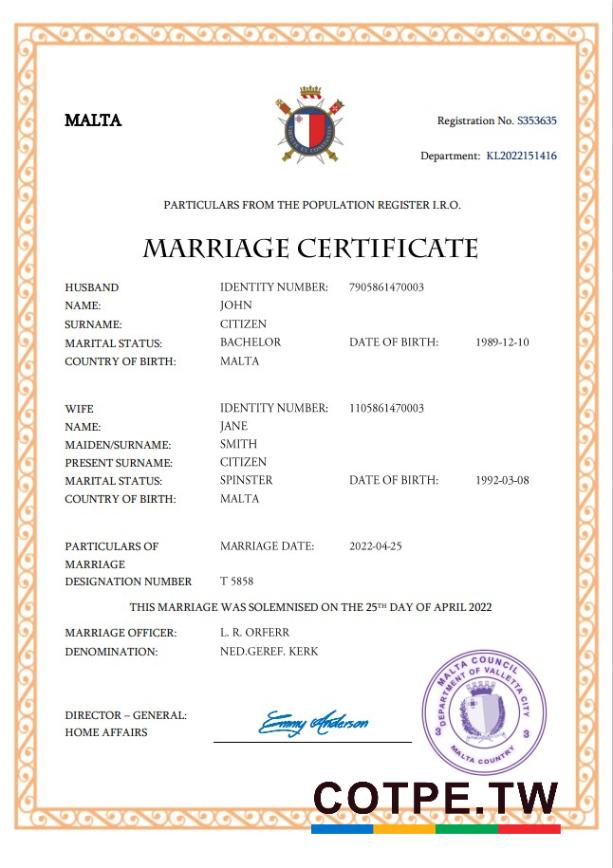 MALTA
VIRTUTE ET CONSTANTIA
Registration No. S353635
Department: KL2022151416
PARTICULARS FROM THE POPULATION REGISTER I.R.O.
MARRIAGE CERTIFICATE
HUSBAND IDENTITY NUMBER: 7905861470003
NAME: JOHN
SURNAME: CITIZEN
MARITAL STATUS: BACHELOR DATE OF BIRTH: 1989-12-10
COUNTRY OF BIRTH: MALTA
WIFE IDENTITY NUMBER: 1105861470003
NAME: JANE
MAIDEN/SURNAME: SMITH
PRESENT SURNAME: CITIZEN
MARITAL STATUS: SPINSTER DATE OF BIRTH: 1992-03-08
COUNTRY OF BIRTH: MALTA
PARTICULARS OF MARRIAGE DATE: 2022-04-25
MARRIAGE
DESIGNATION NUMBER T 5858
THIS MARRIAGE WAS SOLEMNISED ON THE 25TH DAY OF APRIL 2022
MARRIAGE OFFICER: L. R. ORFERR
DENOMINATION: NED.GEREF. KERK
DIRECTOR – GENERAL: Emmy Anderson
HOME AFFAIRS
MALTA COUNCIL
DEPARTMENT OF VALLETTA CITY
MALTA COUNTRY
COTPE.TW